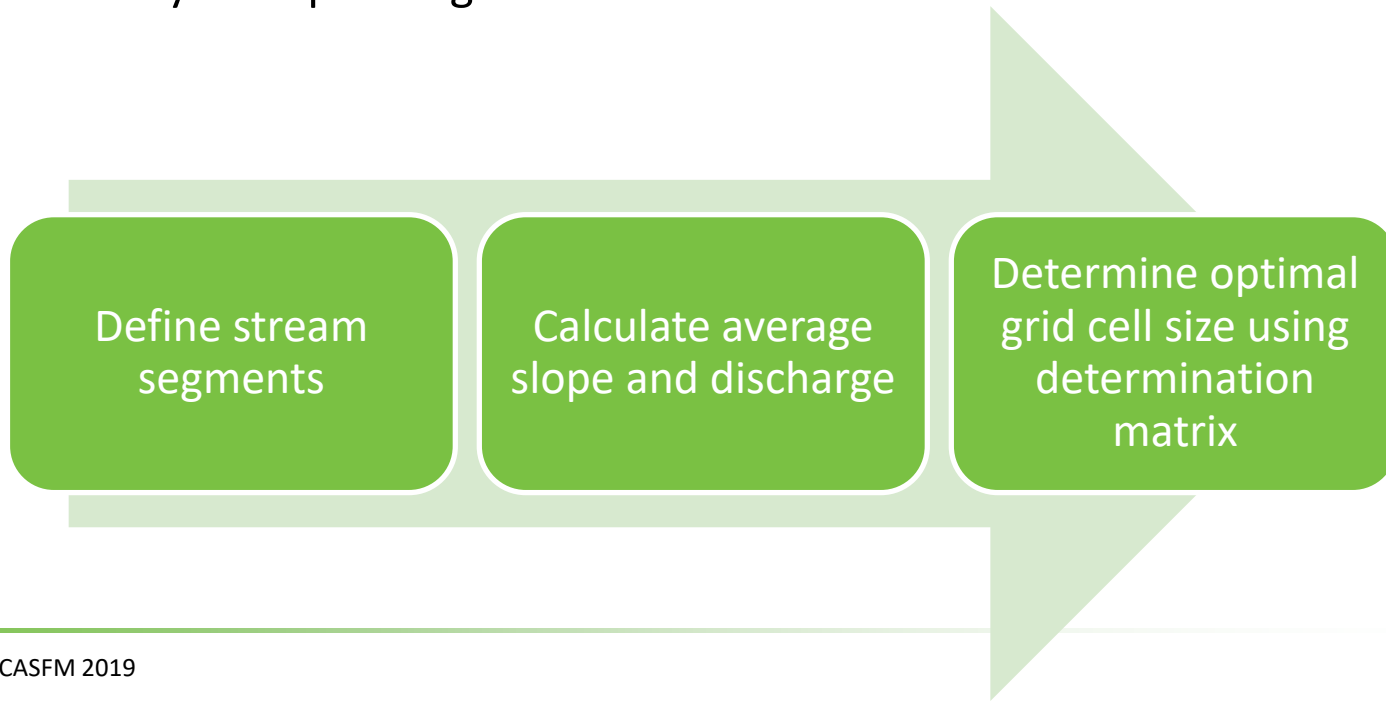 Define stream
segments
Calculate average
slope and discharge
Determine optimal
grid cell size using
determination
matrix
CASFM 2019